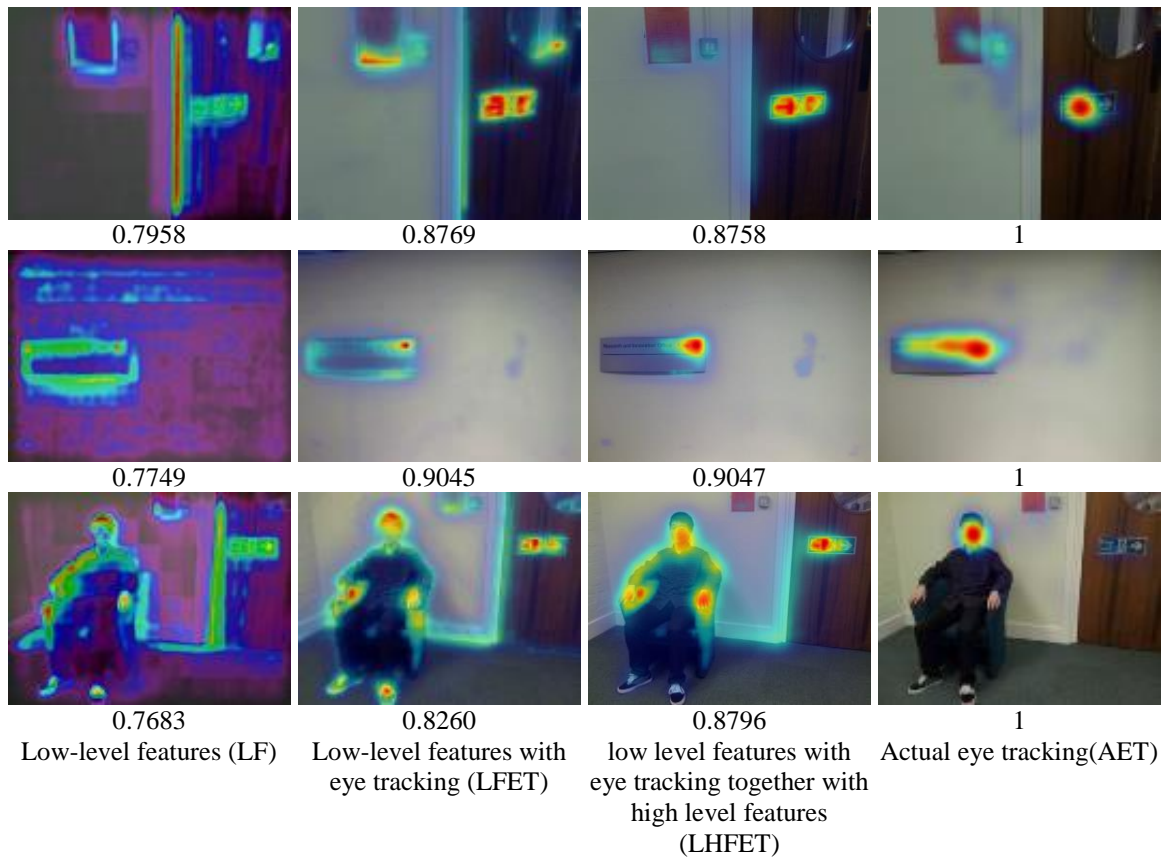 0.7958 0.8769 0.8758 1
0.7749 0.9045 0.9047 1
0.7683 0.8260 0.8796 1
Low-level features (LF)
Low-level features with
eye tracking (LFET)
low level features with
eye tracking together with
high level features
(LHFET)
Actual eye tracking(AET)